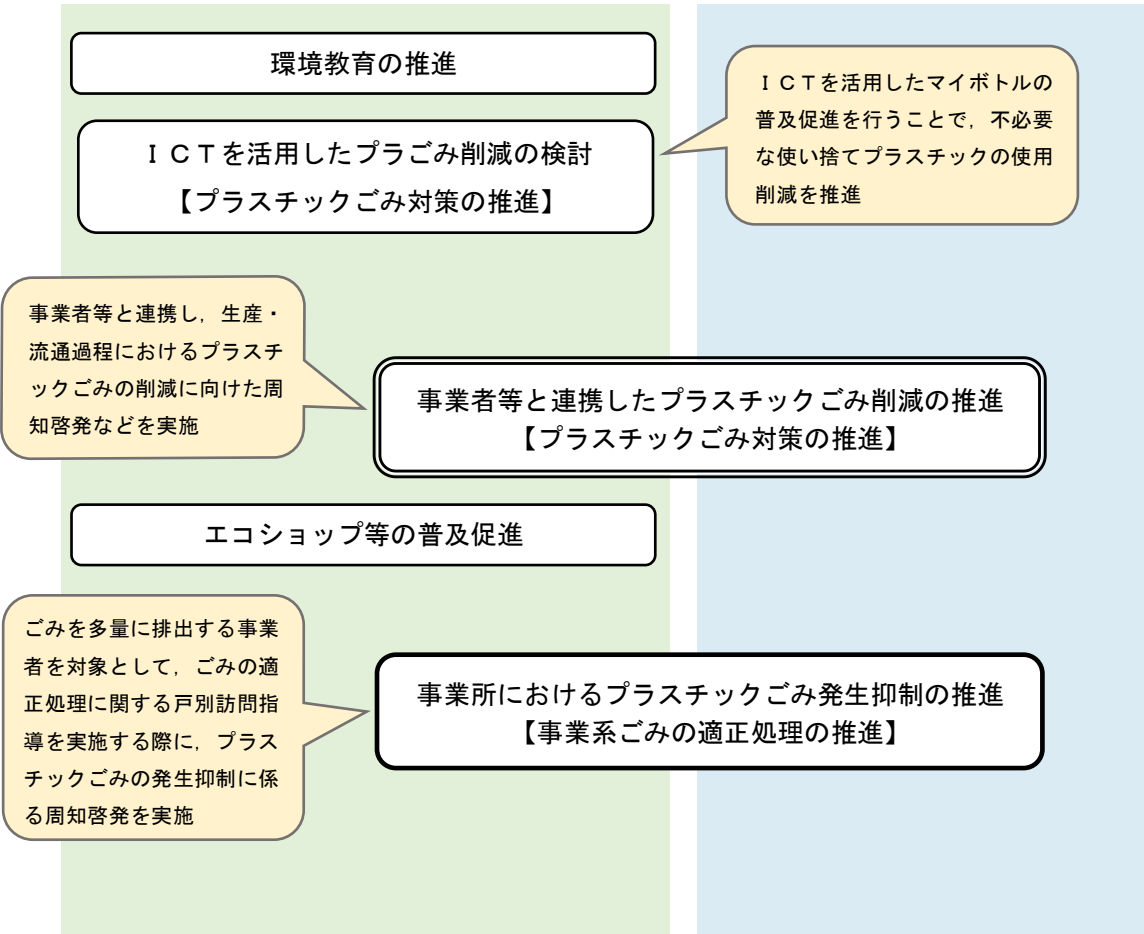 環境教育の推進
ＩＣＴを活用したプラごみ削減の検討
【プラスチックごみ対策の推進】
ＩＣＴを活用したマイボトルの
普及促進を行うことで，不必要
な使い捨てプラスチックの使用
削減を推進
事業者等と連携し，生産・
流通過程におけるプラスチ
ックごみの削減に向けた周
知啓発などを実施
事業者等と連携したプラスチックごみ削減の推進
【プラスチックごみ対策の推進】
エコショップ等の普及促進
ごみを多量に排出する事業
者を対象として，ごみの適
正処理に関する戸別訪問指
導を実施する際に，プラス
チックごみの発生抑制に係
る周知啓発を実施
事業所におけるプラスチックごみ発生抑制の推進
【事業系ごみの適正処理の推進】